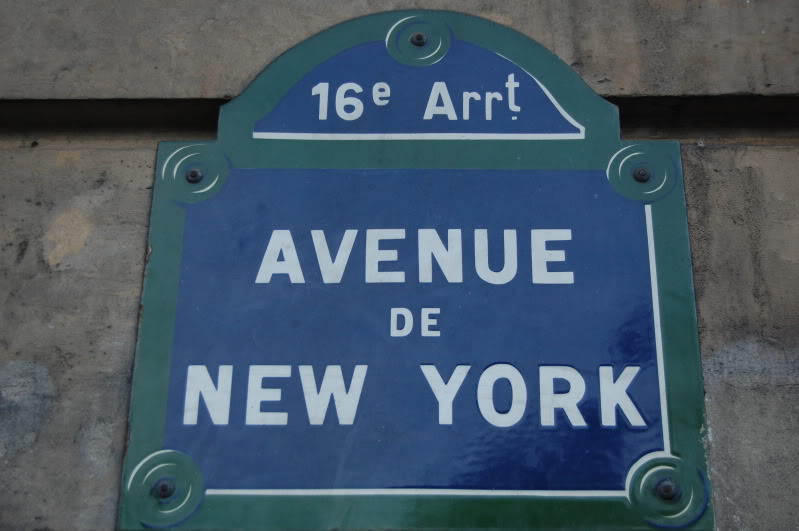 16e Arrt.
AVENUE
DE
NEW YORK